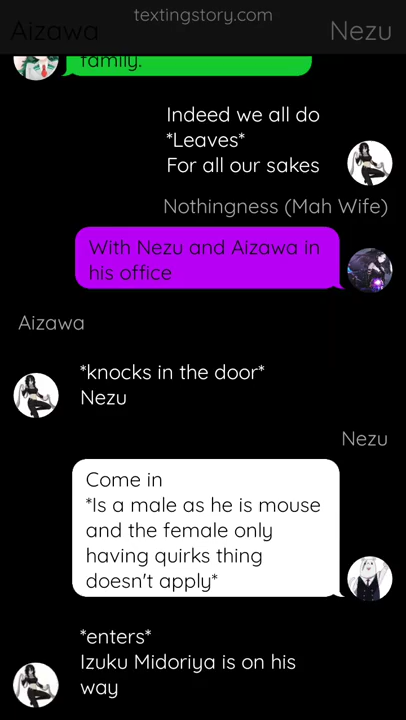 textingstory.com
Aizawa
Nezu
family.
Indeed we all do
*Leaves*
For all our sakes
Nothingness (Mah Wife)
With Nezu and Aizawa in
his office
Aizawa
*knocks in the door*
Nezu
Nezu
Come in
*Is a male as he is mouse
and the female only
having quirks thing
doesn't apply*
*enters*
Izuku Midoriya is on his
way